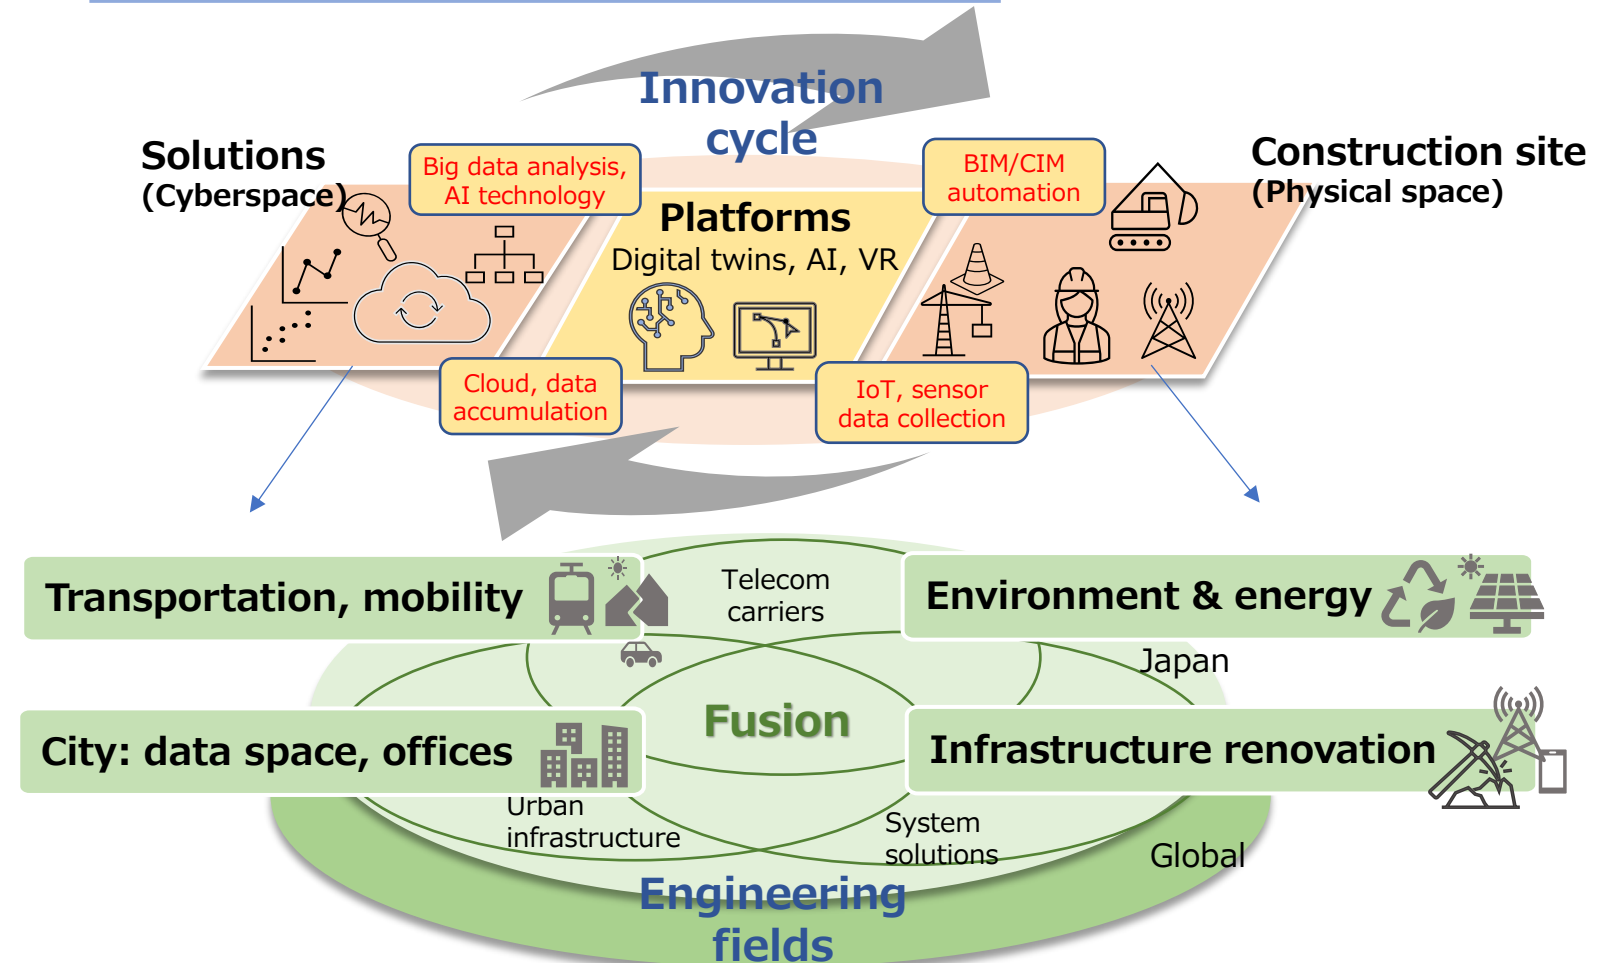 Innovation
cycle
Solutions
(Cyberspace)
Big data analysis,
AI technology
Platforms
Digital twins, AI, VR
BIM/CIM
automation
Construction site
(Physical space)
Cloud, data
accumulation
IoT, sensor
data collection
Transportation, mobility
Telecom
carriers
Environment & energy
Japan
City: data space, offices
Fusion
Infrastructure renovation
Urban
infrastructure
System
solutions
Global
Engineering
fields